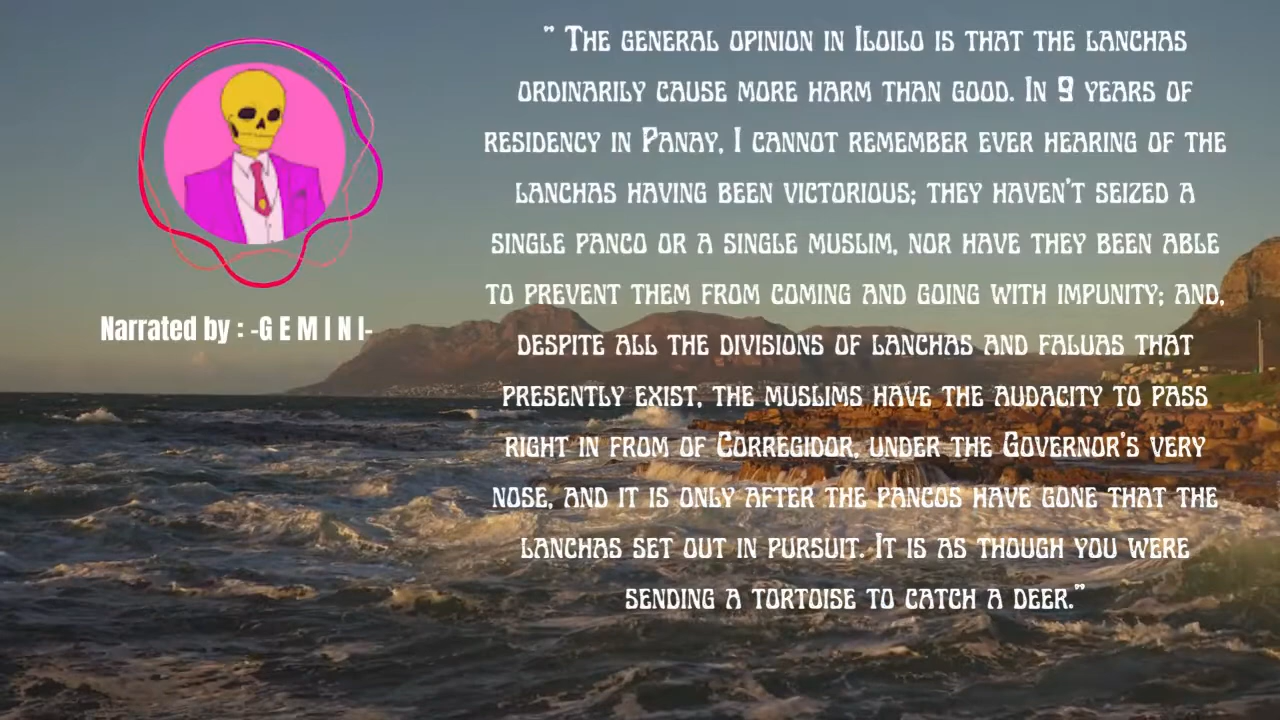 " The general opinion in Iloilo is that the lanchas
ordinarily cause more harm than good. In 9 years of
residency in Panay, I cannot remember ever hearing of the
lanchas having been victorious; they haven't seized a
single panco or a single muslim, nor have they been able
to prevent them from coming and going with impunity; and,
despite all the divisions of lanchas and faluas that
presently exist, the muslims have the audacity to pass
right in from of Corregidor, under the Governor's very
nose, and it is only after the pancos have gone that the
lanchas set out in pursuit. It is as though you were
sending a tortoise to catch a deer."
Narrated by : -G E M I N I-